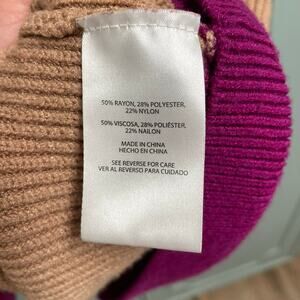 50% RAYON, 28% POLYESTER,
22% NYLON
50% VISCOSA, 28% POLIÉSTER,
22% NAILON
MADE IN CHINA
HECHO EN CHINA
SEE REVERSE FOR CARE
VER AL REVERSO PARA CUIDADO